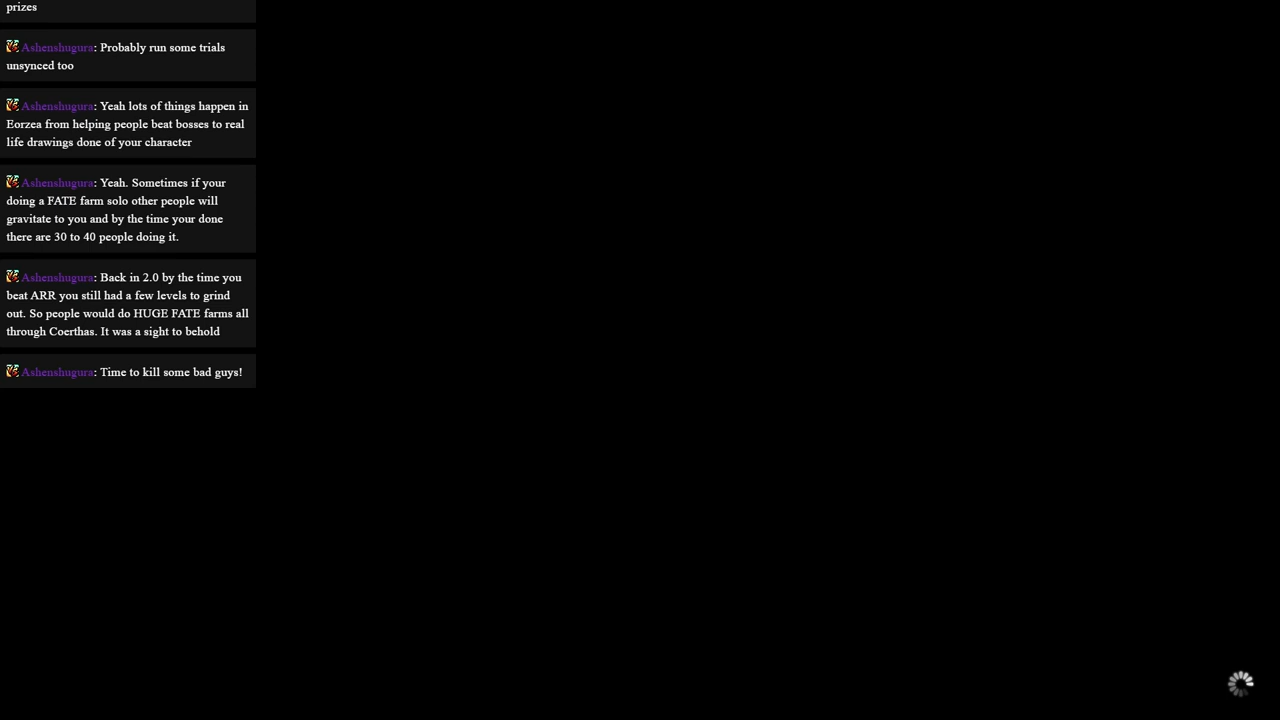 prizes
Ashenshugura: Probably run some trials
unsynced too
Ashenshugura: Yeah lots of things happen in
Eorzea from helping people beat bosses to real
life drawings done of your character
Ashenshugura: Yeah. Sometimes if your
doing a FATE farm solo other people will
gravitate to you and by the time your done
there are 30 to 40 people doing it.
Ashenshugura: Back in 2.0 by the time you
beat ARR you still had a few levels to grind
out. So people would do HUGE FATE farms all
through Coerthas. It was a sight to behold
Ashenshugura: Time to kill some bad guys!